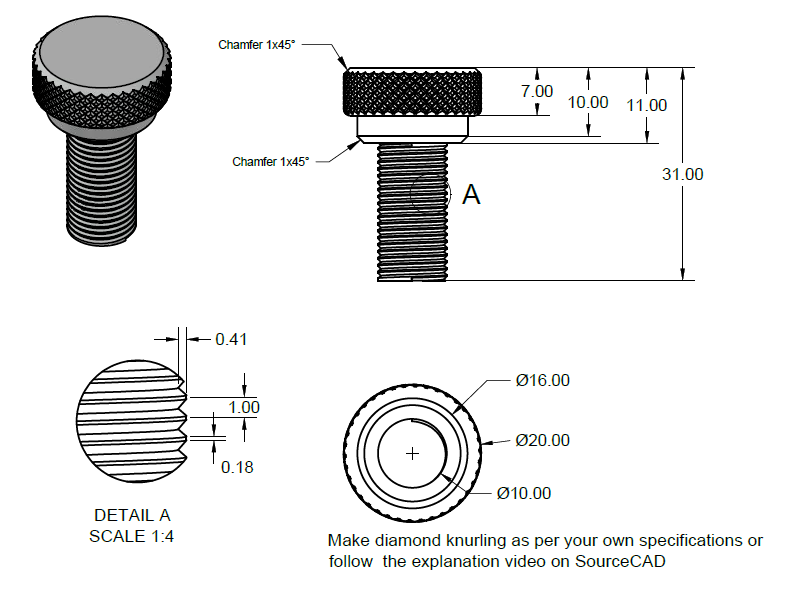 Chamfer 1x45°
7.00
10.00
11.00
Chamfer 1x45°
31.00
A
0.41
Ø16.00
1.00
Ø20.00
0.18
Ø10.00
DETAIL A
SCALE 1:4
Make diamond knurling as per your own specifications or
follow the explanation video on SourceCAD